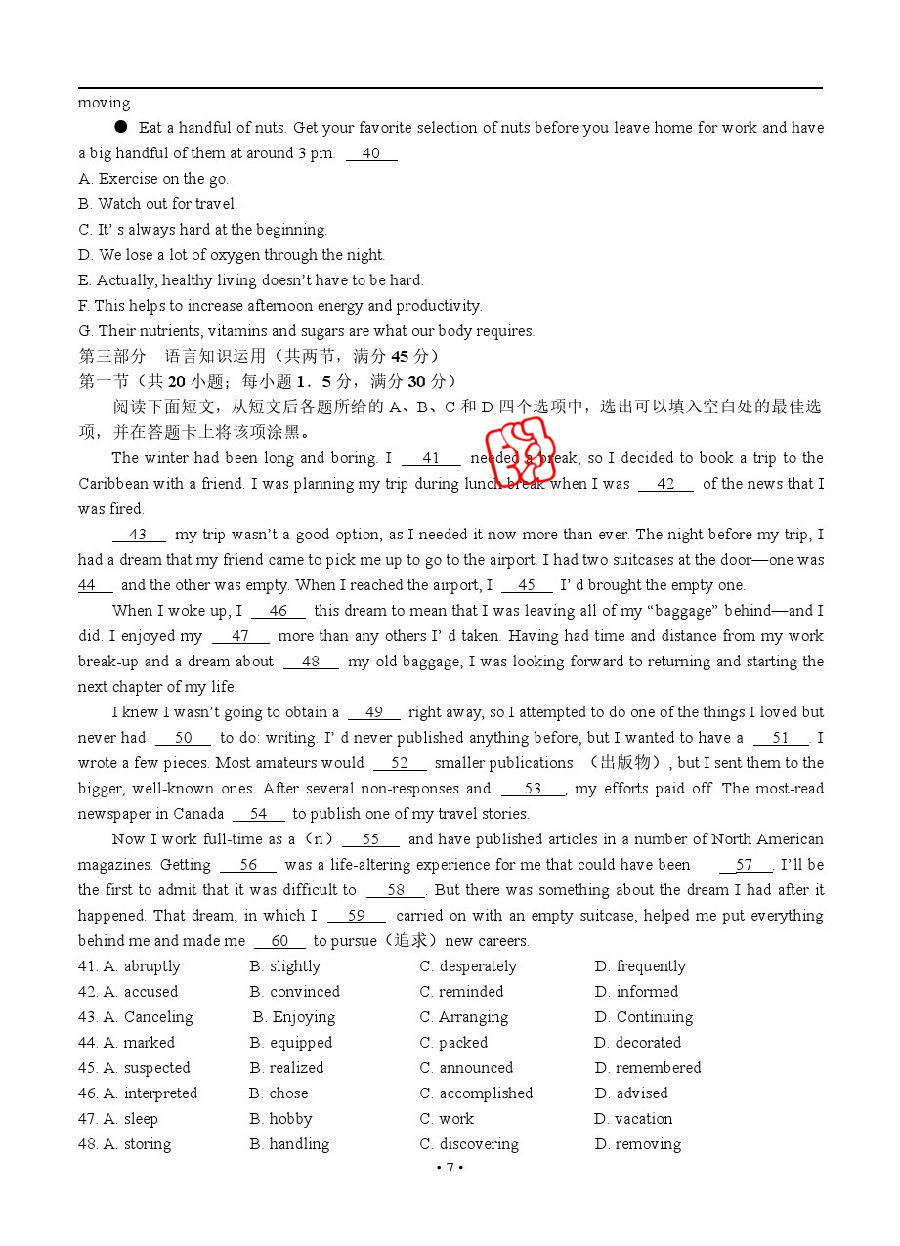 moving
● Eat a handful of nuts. Get your favorite selection of nuts before you leave home for work and have
a big handful of them at around 3 pm. 40
A. Exercise on the go.
B. Watch out for travel
C. It’ s always hard at the beginning.
D. We lose a lot of oxygen through the night.
E. Actually, healthy living doesn’t have to be hard.
F. This helps to increase afternoon energy and productivity.
G. Their nutrients, vitamins and sugars are what our body requires.
第三部分 语言知识运用（共两节，满分 45 分）
第一节（共 20 小题；每小题 1．5 分，满分 30 分）
阅读下面短文，从短文后各题所给的 A、B、C 和 D 四个选项中，选出可以填入空白处的最佳选
项，并在答题卡上将该项涂黑。
The winter had been long and boring. I 41 needed a break, so I decided to book a trip to the
Caribbean with a friend. I was planning my trip during lunch break when I was 42 of the news that I
was fired.
43 my trip wasn’t a good option, as I needed it now more than ever. The night before my trip, I
had a dream that my friend came to pick me up to go to the airport. I had two suitcases at the door—one was
44 and the other was empty. When I reached the airport, I 45 I’ d brought the empty one.
When I woke up, I 46 this dream to mean that I was leaving all of my “baggage” behind—and I
did. I enjoyed my 47 more than any others I’ d taken. Having had time and distance from my work
break-up and a dream about 48 my old baggage, I was looking forward to returning and starting the
next chapter of my life.
I knew I wasn’t going to obtain a 49 right away, so I attempted to do one of the things I loved but
never had 50 to do: writing. I’ d never published anything before, but I wanted to have a 51 . I
wrote a few pieces. Most amateurs would 52 smaller publications （出版物）, but I sent them to the
bigger, well-known ones. After several non-responses and 53 , my efforts paid off. The most-read
newspaper in Canada 54 to publish one of my travel stories.
Now I work full-time as a（n） 55 and have published articles in a number of North American
magazines. Getting 56 was a life-altering experience for me that could have been 57 . I’ll be
the first to admit that it was difficult to 58 . But there was something about the dream I had after it
happened. That dream, in which I 59 carried on with an empty suitcase, helped me put everything
behind me and made me 60 to pursue（追求）new careers.
41. A. abruptly B. slightly C. desperately D. frequently
42. A. accused B. convinced C. reminded D. informed
43. A. Canceling B. Enjoying C. Arranging D. Continuing
44. A. marked B. equipped C. packed D. decorated
45. A. suspected B. realized C. announced D. remembered
46. A. interpreted B. chose C. accomplished D. advised
47. A. sleep B. hobby C. work D. vacation
48. A. storing B. handling C. discovering D. removing
• 7 •